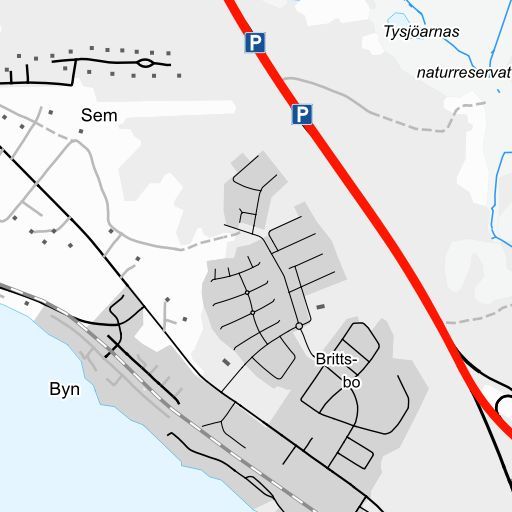 Tysjöarnas
naturreservat
P
P
Sem
Britts-
bo
Byn